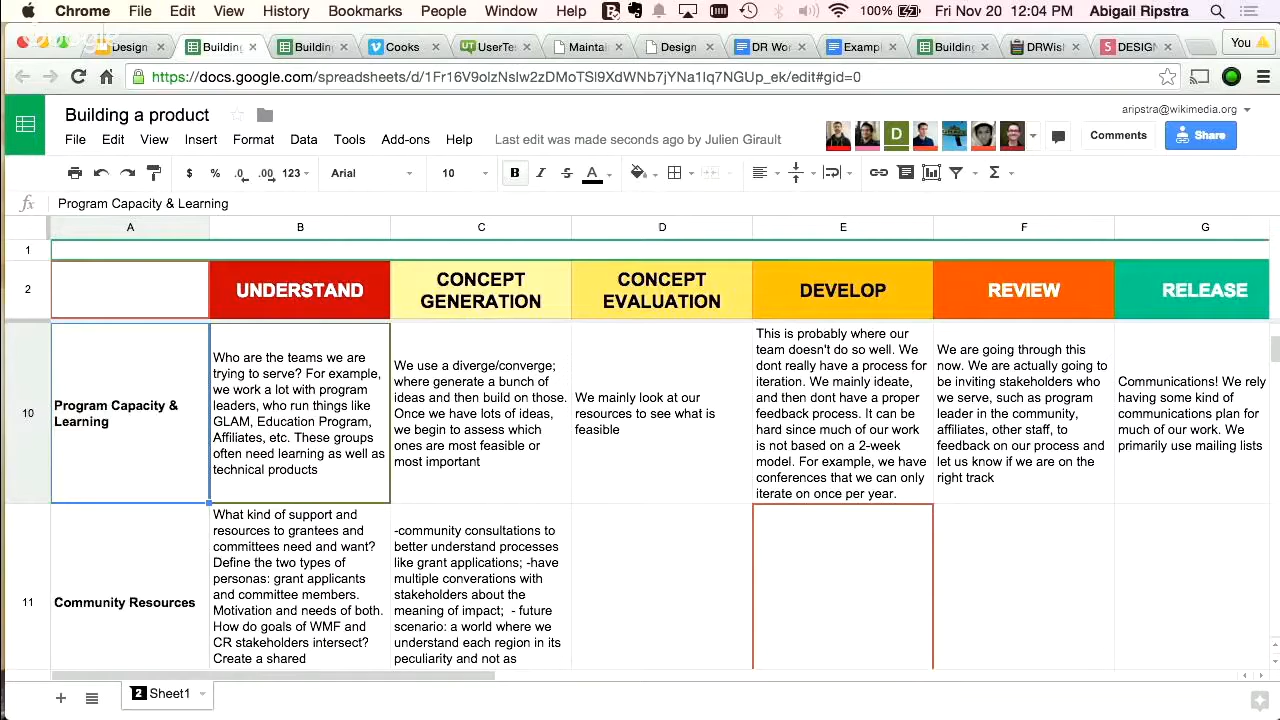 Chrome File Edit View History Bookmarks People Window Help 100% Fri Nov 20 12:04 PM Abigail Ripstra
Design Building Building Cooks UserTe Maintai Design DR Wo Exampl Building DRWish DESIGN You
https://docs.google.com/spreadsheets/d/1Fr16V9oIzNsIw2zDMoTSl9XdWNb7jYNa1Iq7NGUp_ek/edit#gid=0
Building a product
aripstra@wikimedia.org
File Edit View Insert Format Data Tools Add-ons Help Last edit was made seconds ago by Julien Girault
D Comments Share
$ % .0 .00 123 Arial 10 B I S A Σ
fx Program Capacity & Learning
A B C D E F G
1
2 UNDERSTAND CONCEPT GENERATION CONCEPT EVALUATION DEVELOP REVIEW RELEASE
10
Program Capacity &
Learning
Who are the teams we are
trying to serve? For example,
we work a lot with program
leaders, who run things like
GLAM, Education Program,
Affiliates, etc. These groups
often need learning as well as
technical products
We use a diverge/converge;
where generate a bunch of
ideas and then build on those.
Once we have lots of ideas,
we begin to assess which
ones are most feasible or
most important
We mainly look at our
resources to see what is
feasible
This is probably where our
team doesn't do so well. We
dont really have a process for
iteration. We mainly ideate,
and then dont have a proper
feedback process. It can be
hard since much of our work
is not based on a 2-week
model. For example, we have
conferences that we can only
iterate on once per year.
We are going through this
now. We are actually going to
be inviting stakeholders who
we serve, such as program
leader in the community,
affiliates, other staff, to
feedback on our process and
let us know if we are on the
right track
Communications! We rely
having some kind of
communications plan for
much of our work. We
primarily use mailing lists
11
Community Resources
What kind of support and
resources to grantees and
committees need and want?
Define the two types of
personas: grant applicants
and committee members.
Motivation and needs of both.
How do goals of WMF and
CR stakeholders intersect?
Create a shared
-community consultations to
better understand processes
like grant applications; -have
multiple converations with
stakeholders about the
meaning of impact; - future
scenario: a world where we
understand each region in its
peculiarity and not as
+ 2 Sheet1